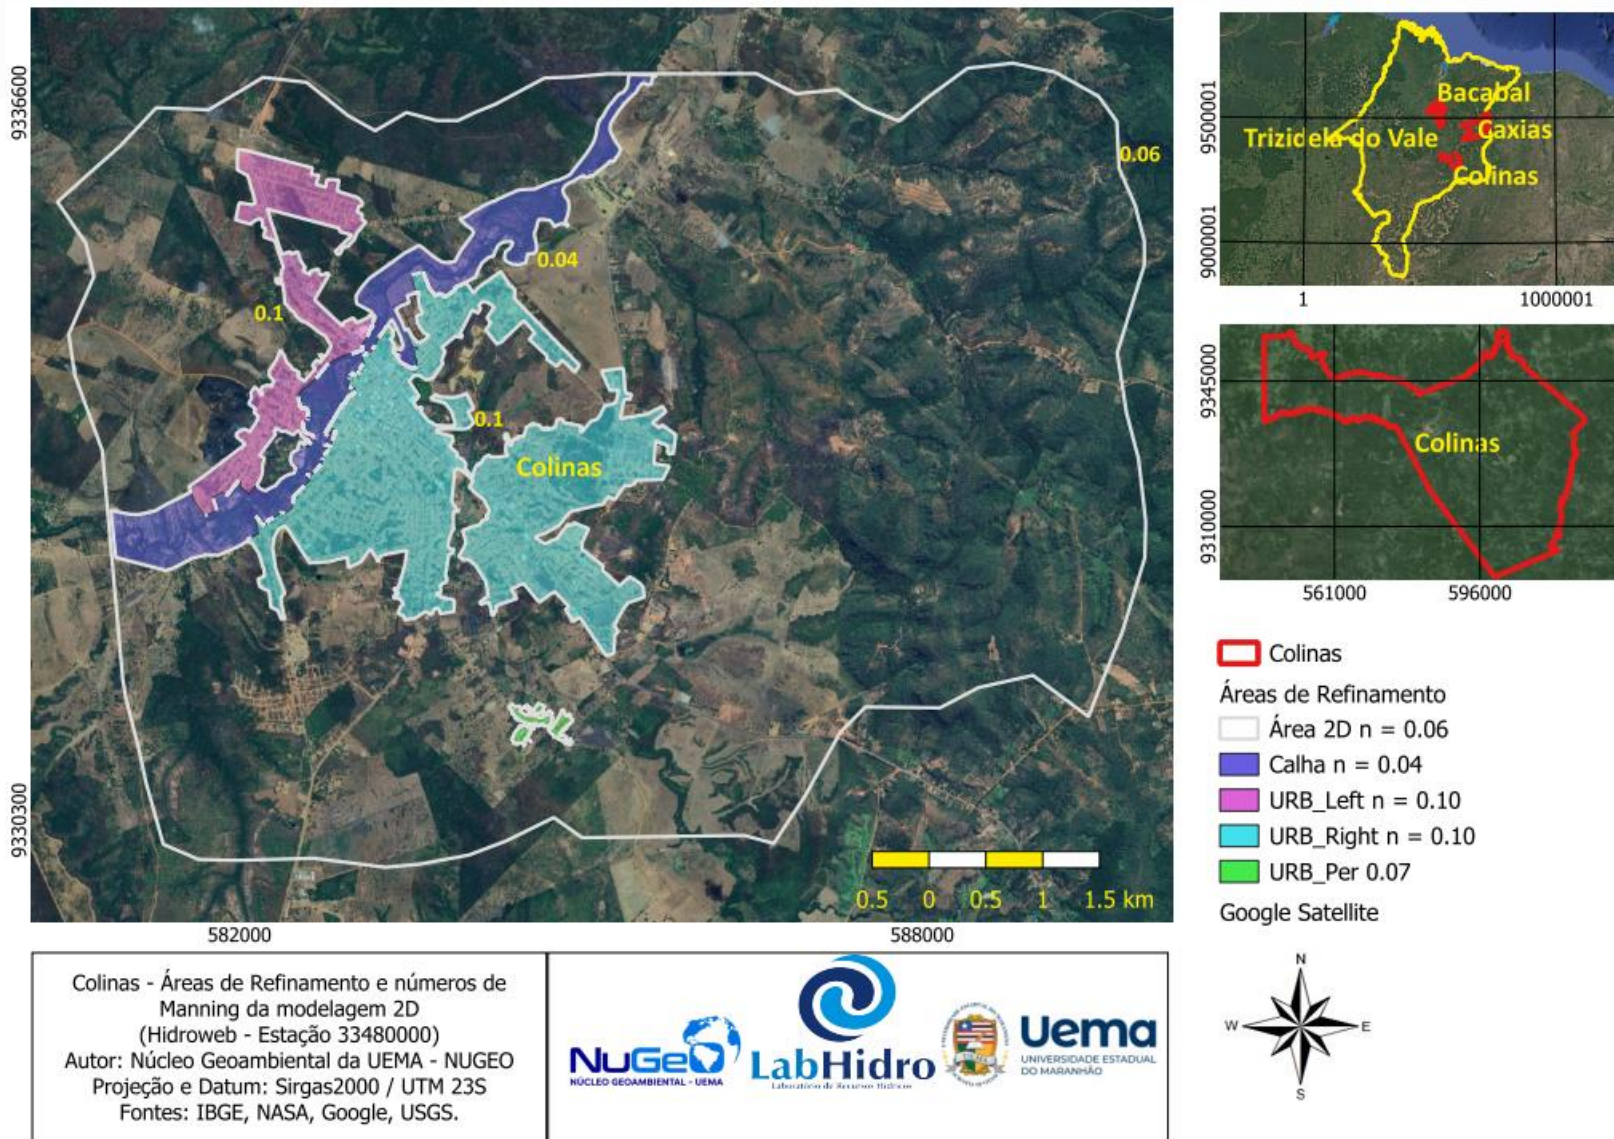 9336600
9330300
582000
588000
0.06
0.04
0.1
0.1
Colinas
0.5 0 0.5 1 1.5 km
Bacabal
Caxias
Trizidela do Vale
Colinas
9500001
9000001
1
1000001
9345000
9310000
Colinas
561000
596000
Colinas
Áreas de Refinamento
Área 2D n = 0.06
Calha n = 0.04
URB_Left n = 0.10
URB_Right n = 0.10
URB_Per 0.07
Google Satellite
N
W
E
S
Colinas - Áreas de Refinamento e números de
Manning da modelagem 2D
(Hidroweb - Estação 33480000)
Autor: Núcleo Geoambiental da UEMA - NUGEO
Projeção e Datum: Sirgas2000 / UTM 23S
Fontes: IBGE, NASA, Google, USGS.
NuGeo
NÚCLEO GEOAMBIENTAL - UEMA
LabHidro
Laboratório de Recursos Hídricos
UEMA
Uema
UNIVERSIDADE ESTADUAL
DO MARANHÃO